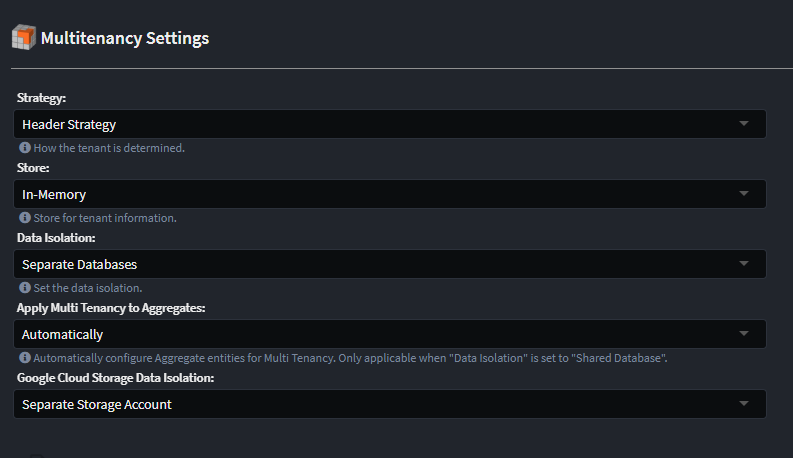 Multitenancy Settings
Strategy:
Header Strategy
How the tenant is determined.
Store:
In-Memory
Store for tenant information.
Data Isolation:
Separate Databases
Set the data isolation.
Apply Multi Tenancy to Aggregates:
Automatically
Automatically configure Aggregate entities for Multi Tenancy. Only applicable when "Data Isolation" is set to "Shared Database".
Google Cloud Storage Data Isolation:
Separate Storage Account